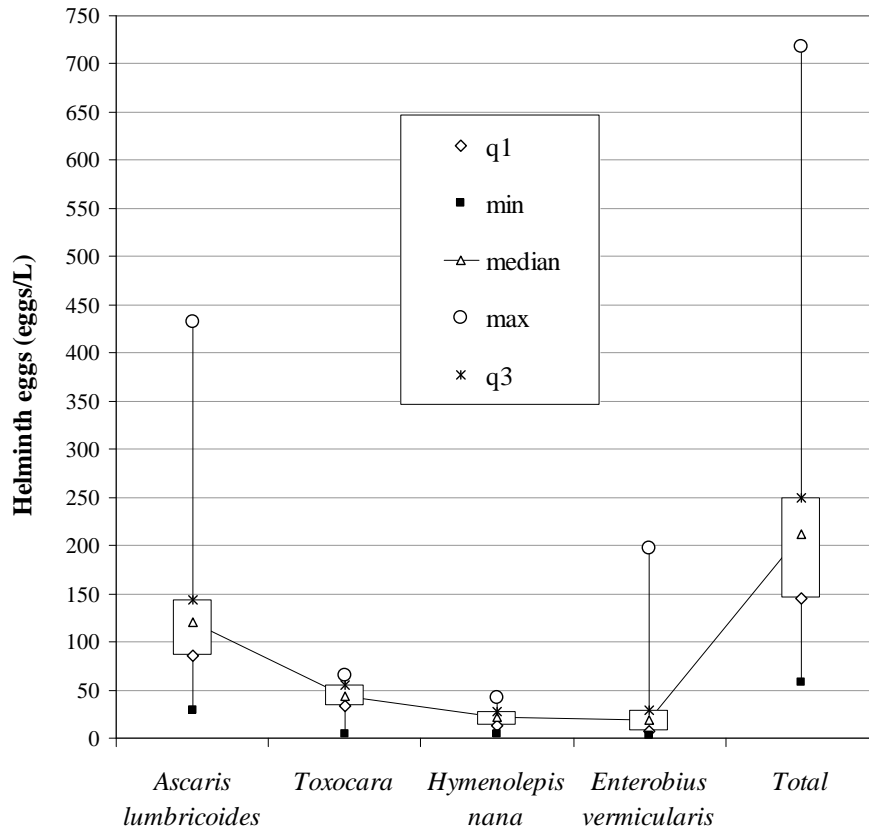 750
700
650
600
550
500
450
400
350
300
250
200
150
100
50
0
Helminth eggs (eggs/L)
q1
min
median
max
q3
Ascaris
lumbricoides
Toxocara
Hymenolepis
nana
Enterobius
vermicularis
Total